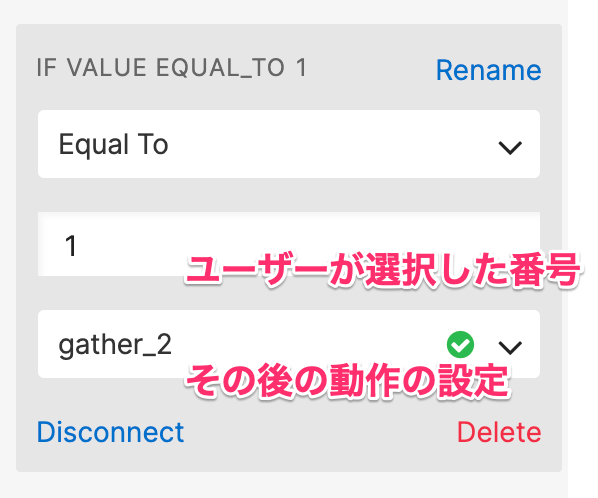 IF VALUE EQUAL_TO 1
Rename
Equal To
1
ユーザーが選択した番号
gather_2
その後の動作の設定
Disconnect
Delete